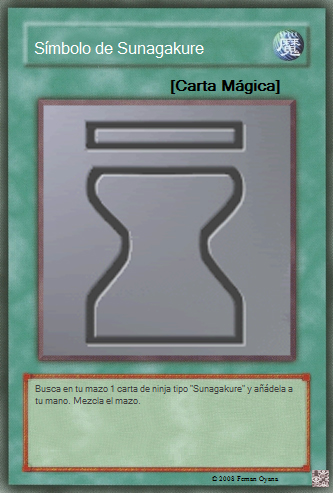 Símbolo de Sunagakure
魔
[Carta Mágica]
Busca en tu mazo 1 carta de ninja tipo "Sunagakure" y añádela a
tu mano. Mezcla el mazo.
©2008 Fernan Oyana